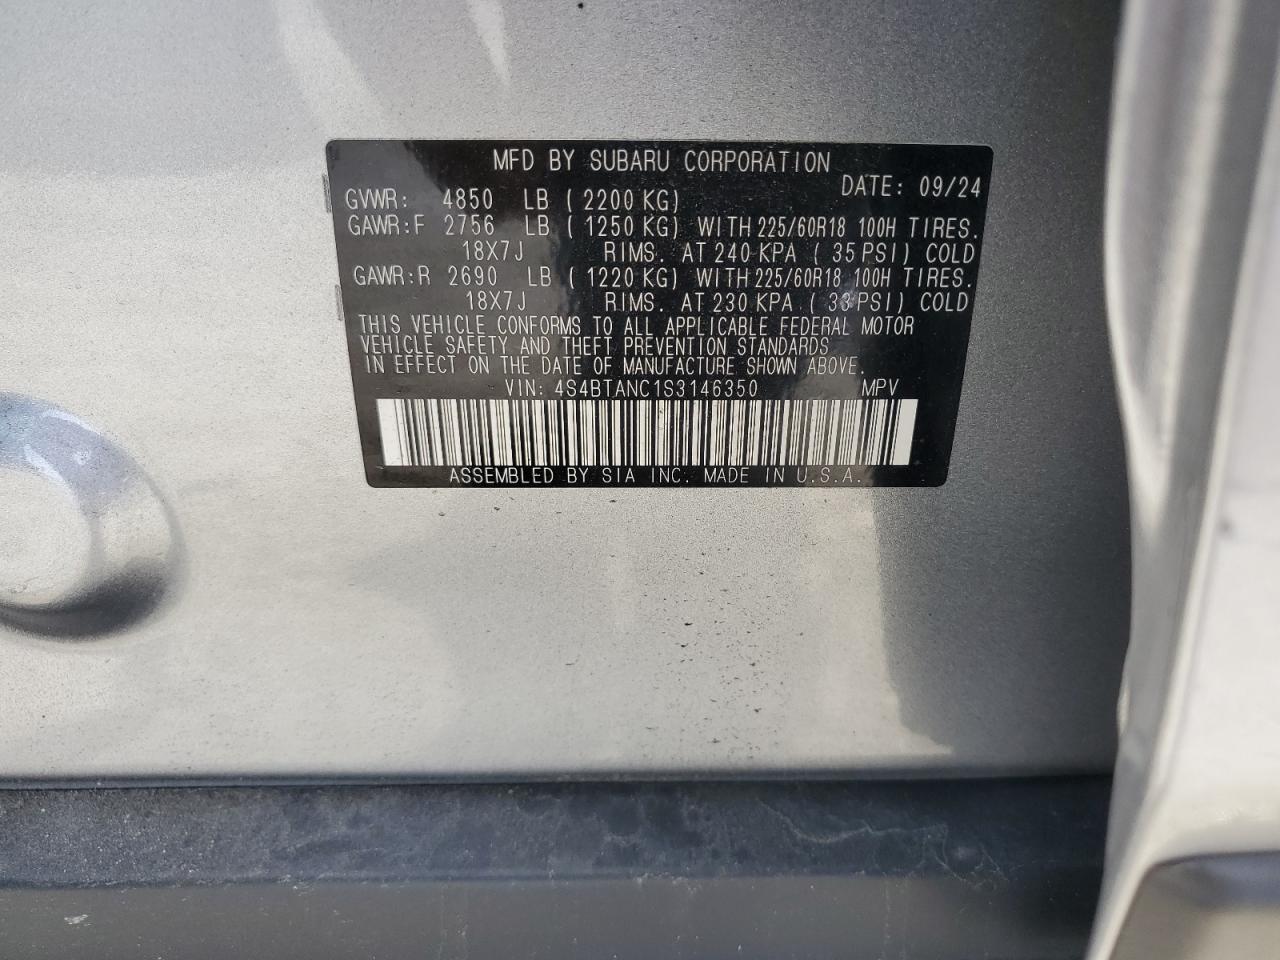 MFD BY SUBARU CORPORATION
DATE: 09/24
GVWR: 4850 LB ( 2200 KG)
GAWR:F 2756 LB ( 1250 KG) WITH 225/60R18 100H TIRES.
18X7J RIMS. AT 240 KPA ( 35 PSI) COLD
GAWR:R 2690 LB ( 1220 KG) WITH 225/60R18 100H TIRES.
18X7J RIMS. AT 230 KPA ( 33 PSI) COLD
THIS VEHICLE CONFORMS TO ALL APPLICABLE FEDERAL MOTOR
VEHICLE SAFETY AND THEFT PREVENTION STANDARDS
IN EFFECT ON THE DATE OF MANUFACTURE SHOWN ABOVE.
VIN: 4S4BTANC1S3146350 MPV
ASSEMBLED BY SIA INC. MADE IN U.S.A.